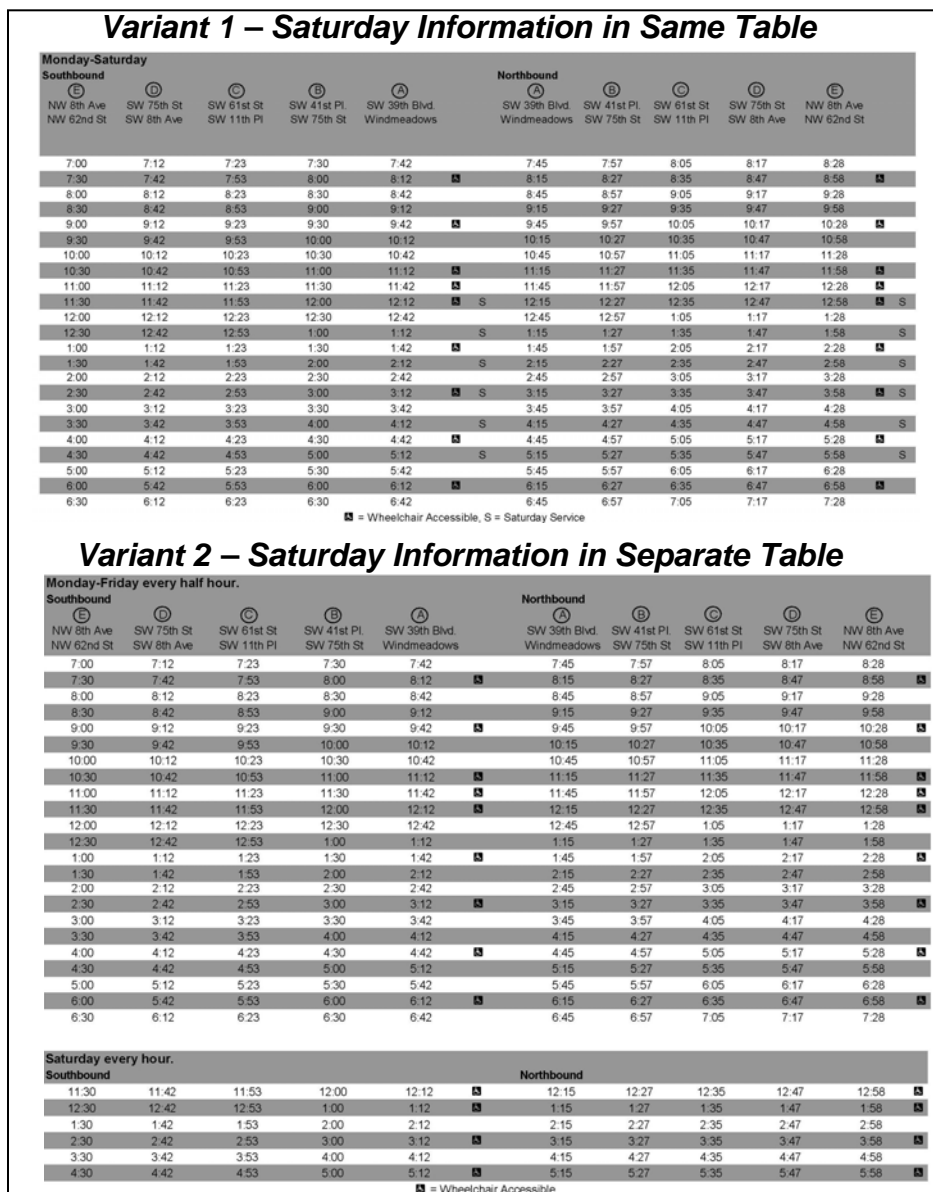 Variant 1 – Saturday Information in Same Table
Monday-Saturday
Southbound Northbound
E D C B A A B C D E
NW 8th Ave SW 75th St SW 61st St SW 41st Pl. SW 39th Blvd. SW 39th Blvd. SW 41st Pl. SW 61st St SW 75th St NW 8th Ave
NW 62nd St SW 8th Ave SW 11th Pl SW 75th St Windmeadows Windmeadows SW 75th St SW 11th Pl SW 8th Ave NW 62nd St
7:00 7:12 7:23 7:30 7:42 7:45 7:57 8:05 8:17 8:28
7:30 7:42 7:53 8:00 8:12 8:15 8:27 8:35 8:47 8:58
8:00 8:12 8:23 8:30 8:42 8:45 8:57 9:05 9:17 9:28
8:30 8:42 8:53 9:00 9:12 9:15 9:27 9:35 9:47 9:58
9:00 9:12 9:23 9:30 9:42 9:45 9:57 10:05 10:17 10:28
9:30 9:42 9:53 10:00 10:12 10:15 10:27 10:35 10:47 10:58
10:00 10:12 10:23 10:30 10:42 10:45 10:57 11:05 11:17 11:28
10:30 10:42 10:53 11:00 11:12 11:15 11:27 11:35 11:47 11:58
11:00 11:12 11:23 11:30 11:42 11:45 11:57 12:05 12:17 12:28
11:30 11:42 11:53 12:00 12:12 S 12:15 12:27 12:35 12:47 12:58 S
12:00 12:12 12:23 12:30 12:42 12:45 12:57 1:05 1:17 1:28
12:30 12:42 12:53 1:00 1:12 S 1:15 1:27 1:35 1:47 1:58 S
1:00 1:12 1:23 1:30 1:42 1:45 1:57 2:05 2:17 2:28
1:30 1:42 1:53 2:00 2:12 S 2:15 2:27 2:35 2:47 2:58 S
2:00 2:12 2:23 2:30 2:42 2:45 2:57 3:05 3:17 3:28
2:30 2:42 2:53 3:00 3:12 S 3:15 3:27 3:35 3:47 3:58 S
3:00 3:12 3:23 3:30 3:42 3:45 3:57 4:05 4:17 4:28
3:30 3:42 3:53 4:00 4:12 S 4:15 4:27 4:35 4:47 4:58 S
4:00 4:12 4:23 4:30 4:42 4:45 4:57 5:05 5:17 5:28
4:30 4:42 4:53 5:00 5:12 S 5:15 5:27 5:35 5:47 5:58 S
5:00 5:12 5:23 5:30 5:42 5:45 5:57 6:05 6:17 6:28
6:00 5:42 5:53 6:00 6:12 6:15 6:27 6:35 6:47 6:58
6:30 6:12 6:23 6:30 6:42 6:45 6:57 7:05 7:17 7:28
= Wheelchair Accessible, S = Saturday Service
Variant 2 – Saturday Information in Separate Table
Monday-Friday every half hour.
Southbound Northbound
E D C B A A B C D E
NW 8th Ave SW 75th St SW 61st St SW 41st Pl. SW 39th Blvd. SW 39th Blvd. SW 41st Pl. SW 61st St SW 75th St NW 8th Ave
NW 62nd St SW 8th Ave SW 11th Pl SW 75th St Windmeadows Windmeadows SW 75th St SW 11th Pl SW 8th Ave NW 62nd St
7:00 7:12 7:23 7:30 7:42 7:45 7:57 8:05 8:17 8:28
7:30 7:42 7:53 8:00 8:12 8:15 8:27 8:35 8:47 8:58
8:00 8:12 8:23 8:30 8:42 8:45 8:57 9:05 9:17 9:28
8:30 8:42 8:53 9:00 9:12 9:15 9:27 9:35 9:47 9:58
9:00 9:12 9:23 9:30 9:42 9:45 9:57 10:05 10:17 10:28
9:30 9:42 9:53 10:00 10:12 10:15 10:27 10:35 10:47 10:58
10:00 10:12 10:23 10:30 10:42 10:45 10:57 11:05 11:17 11:28
10:30 10:42 10:53 11:00 11:12 11:15 11:27 11:35 11:47 11:58
11:00 11:12 11:23 11:30 11:42 11:45 11:57 12:05 12:17 12:28
11:30 11:42 11:53 12:00 12:12 12:15 12:27 12:35 12:47 12:58
12:00 12:12 12:23 12:30 12:42 12:45 12:57 1:05 1:17 1:28
12:30 12:42 12:53 1:00 1:12 1:15 1:27 1:35 1:47 1:58
1:00 1:12 1:23 1:30 1:42 1:45 1:57 2:05 2:17 2:28
1:30 1:42 1:53 2:00 2:12 2:15 2:27 2:35 2:47 2:58
2:00 2:12 2:23 2:30 2:42 2:45 2:57 3:05 3:17 3:28
2:30 2:42 2:53 3:00 3:12 3:15 3:27 3:35 3:47 3:58
3:00 3:12 3:23 3:30 3:42 3:45 3:57 4:05 4:17 4:28
3:30 3:42 3:53 4:00 4:12 4:15 4:27 4:35 4:47 4:58
4:00 4:12 4:23 4:30 4:42 4:45 4:57 5:05 5:17 5:28
4:30 4:42 4:53 5:00 5:12 5:15 5:27 5:35 5:47 5:58
5:00 5:12 5:23 5:30 5:42 5:45 5:57 6:05 6:17 6:28
6:00 5:42 5:53 6:00 6:12 6:15 6:27 6:35 6:47 6:58
6:30 6:12 6:23 6:30 6:42 6:45 6:57 7:05 7:17 7:28
Saturday every hour.
Southbound Northbound
11:30 11:42 11:53 12:00 12:12 12:15 12:27 12:35 12:47 12:58
12:30 12:42 12:53 1:00 1:12 1:15 1:27 1:35 1:47 1:58
1:30 1:42 1:53 2:00 2:12 2:15 2:27 2:35 2:47 2:58
2:30 2:42 2:53 3:00 3:12 3:15 3:27 3:35 3:47 3:58
3:30 3:42 3:53 4:00 4:12 4:15 4:27 4:35 4:47 4:58
4:30 4:42 4:53 5:00 5:12 5:15 5:27 5:35 5:47 5:58
= Wheelchair Accessible